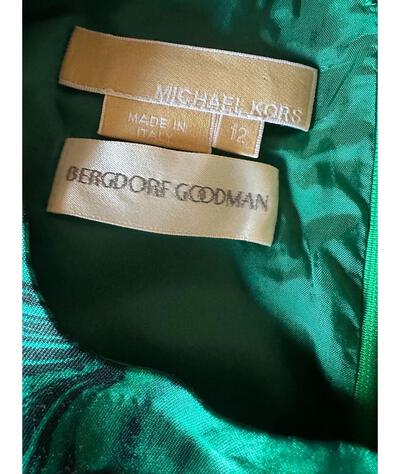 MICHAEL KORS
MADE IN
ITALY
12
BERGDORF GOODMAN